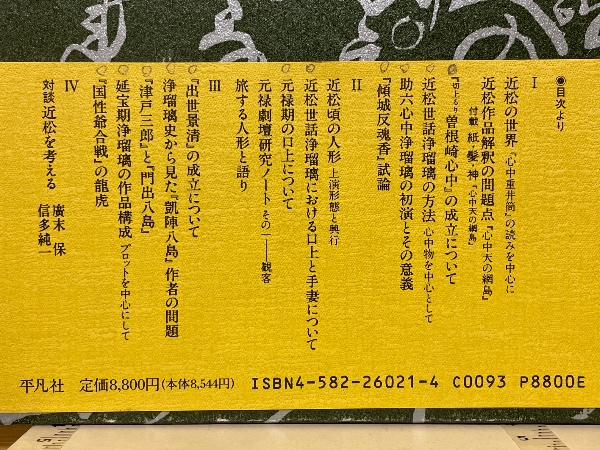 ●目次より
I
近松の世界 『心中重井筒』の読みを中心に
近松作品解釈の問題点 『心中天の網島』
付載 紙・髪・神 『心中天の網島』
『曽根崎心中』の成立について
近松世話浄瑠璃の方法 心中物を中心として
助六心中浄瑠璃の初演とその意義
『傾城反魂香』試論
II
近松頃の人形 上演形態と興行
近松世話浄瑠璃における口上と手妻について
元禄期の口上について
元禄劇壇研究ノート その一——観客
旅する人形と語り
III
『出世景清』の成立について
浄瑠璃史から見た『凱陣八島』作者の問題
『津戸三郎』と『門出八島』
延宝期浄瑠璃の作品構成 プロットを中心にして
『国性爺合戦』の龍虎
IV
対談 近松を考える 廣末 保
信多純一
平凡社 定価8,800円(本体8,544円) ISBN4-582-26021-4 C0093 P8800E